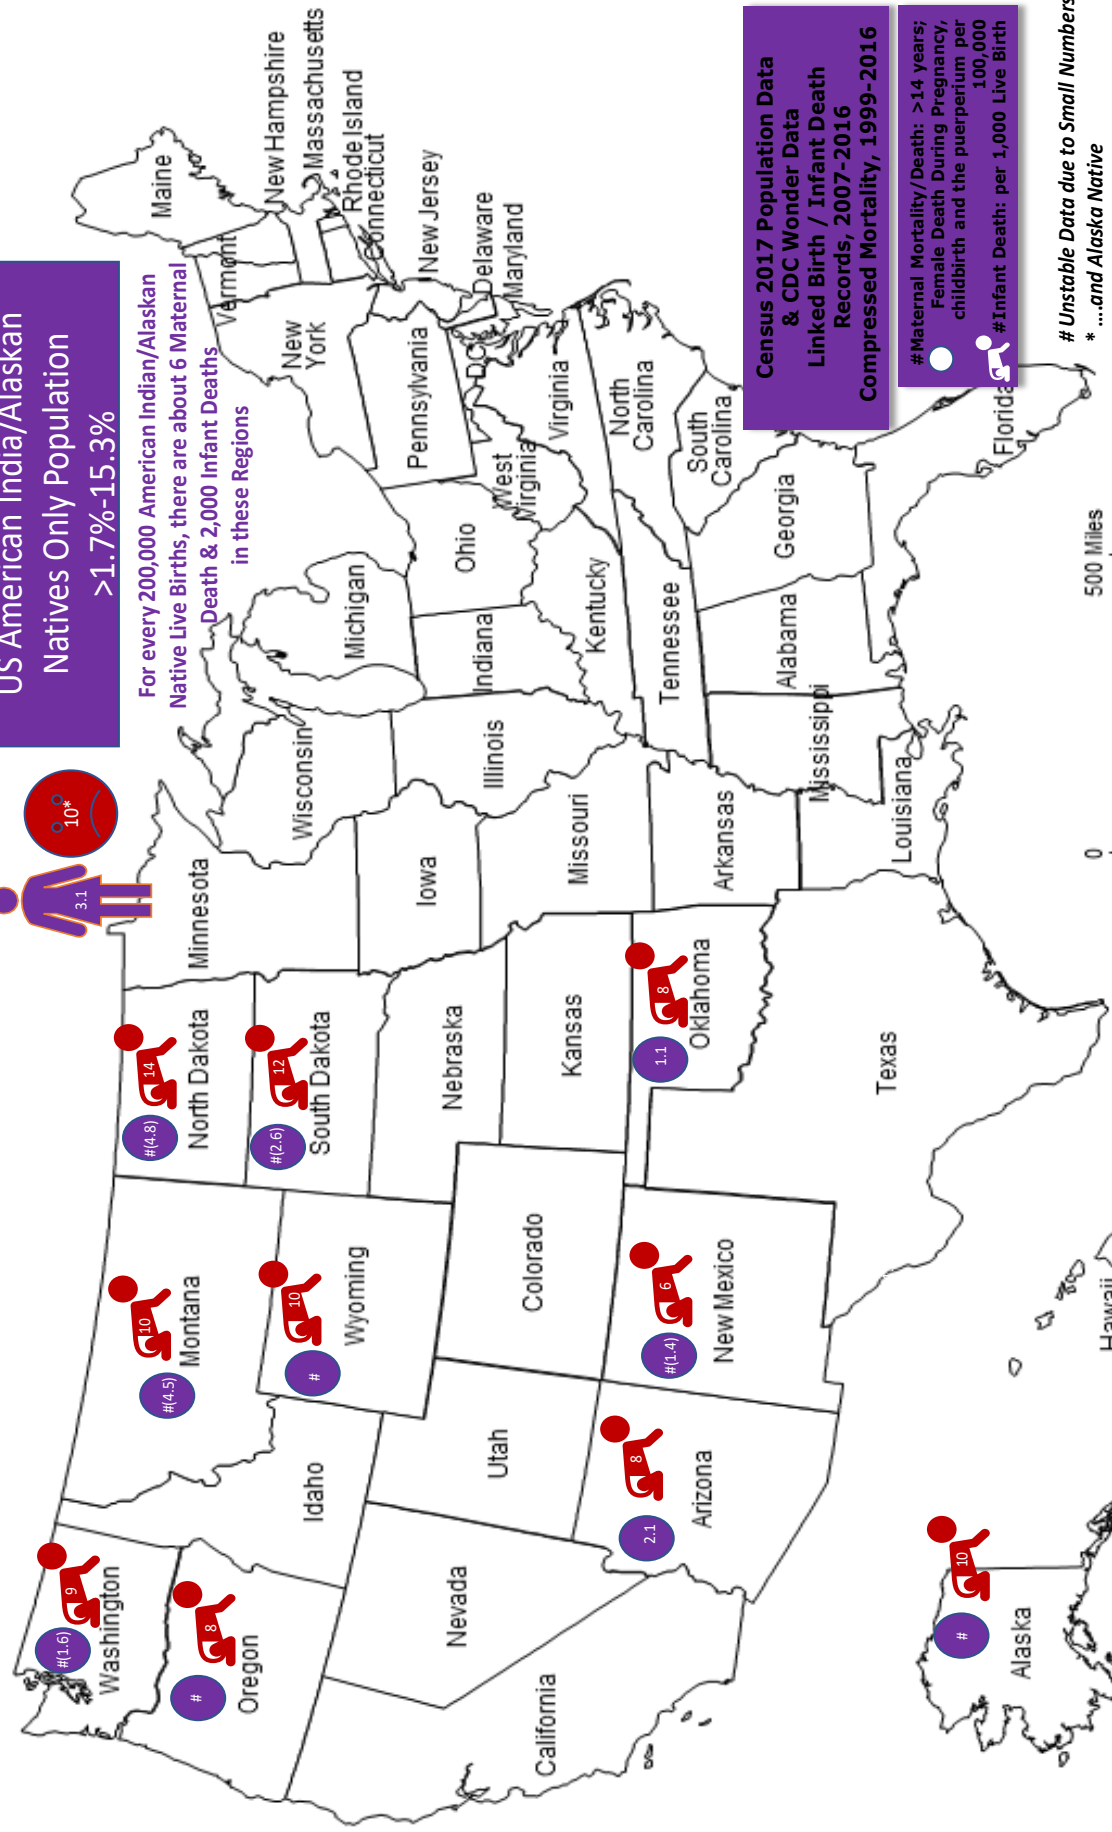 US American India/Alaskan
Natives Only Population
>1.7%-15.3%
For every 200,000 American Indian/Alaskan
Native Live Births, there are about 6 Maternal
Death & 2,000 Infant Deaths
in these Regions
3.1
10*
#(1.6)
9
Washington
#
8
Oregon
#(4.5)
10
Montana
#
10
Wyoming
#(4.8)
14
North Dakota
#(2.6)
12
South Dakota
Idaho
Nevada
California
Utah
2.1
8
Arizona
Colorado
#(1.4)
6
New Mexico
Nebraska
Kansas
1.1
8
Oklahoma
Texas
Minnesota
Iowa
Missouri
Arkansas
Louisiana
Wisconsin
Illinois
Michigan
Indiana
Ohio
Kentucky
Tennessee
Mississippi
Alabama
Georgia
Florida
South
Carolina
North
Carolina
Virginia
West
Virginia
DC
Pennsylvania
New
York
Vermont
Maine
New Hampshire
Massachusetts
Rhode Island
Connecticut
New Jersey
Delaware
Maryland
#
10
Alaska
Hawaii
0
500 Miles
Census 2017 Population Data
& CDC Wonder Data
Linked Birth / Infant Death
Records, 2007-2016
Compressed Mortality, 1999-2016
#Maternal Mortality/Death: >14 years;
Female Death During Pregnancy,
childbirth and the puerperium per
100,000
#Infant Death: per 1,000 Live Birth
# Unstable Data due to Small Numbers
* ....and Alaska Native